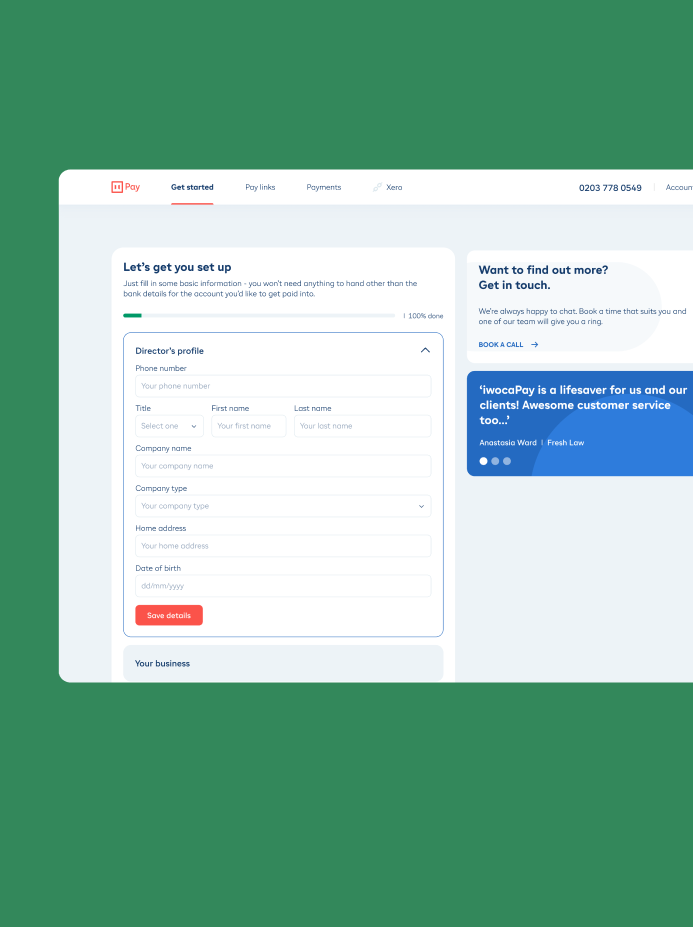 Pay
Get started
Pay links
Payments
Xero
0203 778 0549
Accoun
Let's get you set up
Just fill in some basic information - you won't need anything to hand other than the
bank details for the account you'd like to get paid into.
100% done
Director's profile
Phone number
Your phone number
Title
First name
Last name
Select one
Your first name
Your last name
Company name
Your company name
Company type
Your company type
Home address
Your home address
Date of birth
dd/mm/yyyy
Save details
Your business
Want to find out more?
Get in touch.
We're always happy to chat. Book a time that suits you and
one of our team will give you a ring.
BOOK A CALL
‘iwocaPay is a lifesaver for us and our
clients! Awesome customer service
too...’
Anastasia Ward | Fresh Law